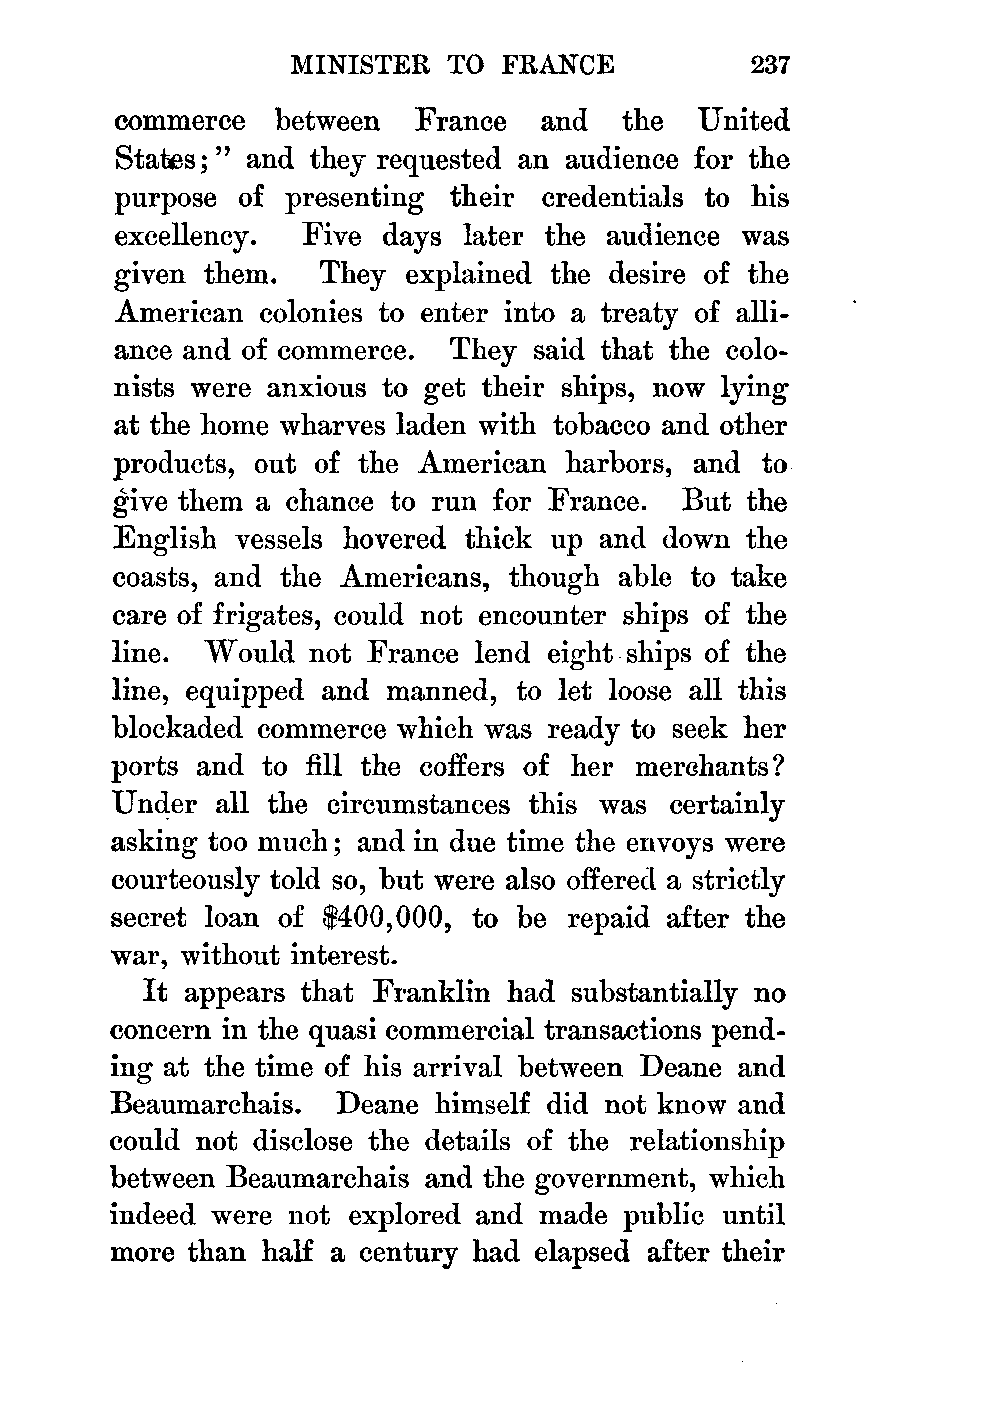 MINISTER TO FRANCE 237
commerce between France and the United
States;" and they requested an audience for the
purpose of presenting their credentials to his
excellency. Five days later the audience was
given them. They explained the desire of the
American colonies to enter into a treaty of alli-
ance and of commerce. They said that the colo-
nists were anxious to get their ships, now lying
at the home wharves laden with tobacco and other
products, out of the American harbors, and to
give them a chance to run for France. But the
English vessels hovered thick up and down the
coasts, and the Americans, though able to take
care of frigates, could not encounter ships of the
line. Would not France lend eight ships of the
line, equipped and manned, to let loose all this
blockaded commerce which was ready to seek her
ports and to fill the coffers of her merchants?
Under all the circumstances this was certainly
asking too much; and in due time the envoys were
courteously told so, but were also offered a strictly
secret loan of $400,000, to be repaid after the
war, without interest.
It appears that Franklin had substantially no
concern in the quasi commercial transactions pend-
ing at the time of his arrival between Deane and
Beaumarchais. Deane himself did not know and
could not disclose the details of the relationship
between Beaumarchais and the government, which
indeed were not explored and made public until
more than half a century had elapsed after their